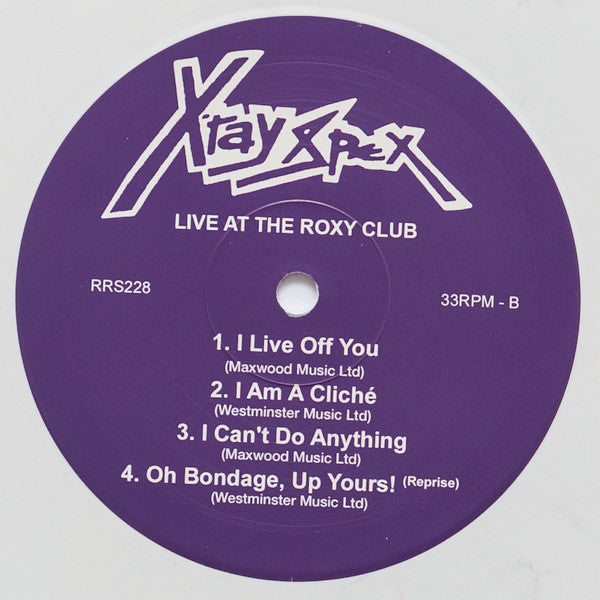 X-ray Spex
LIVE AT THE ROXY CLUB
RRS228
33RPM - B
1. I Live Off You
(Maxwood Music Ltd)
2. I Am A Cliché
(Westminster Music Ltd)
3. I Can't Do Anything
(Maxwood Music Ltd)
4. Oh Bondage, Up Yours! (Reprise)
(Westminster Music Ltd)